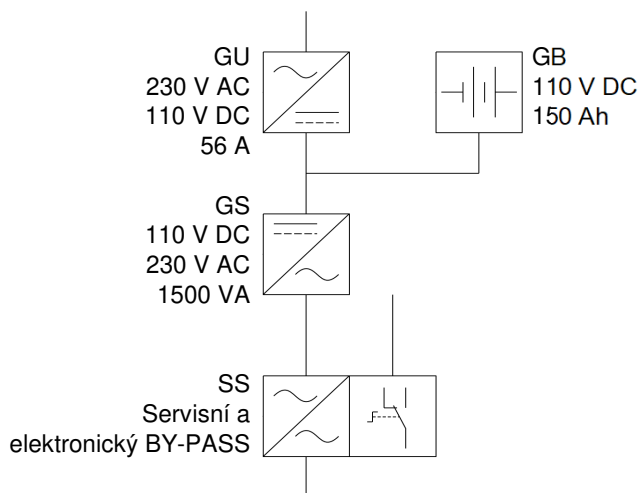 GU
230 V AC
110 V DC
56 A
GB
110 V DC
150 Ah
GS
110 V DC
230 V AC
1500 VA
SS
Servisní a
elektronický BY-PASS